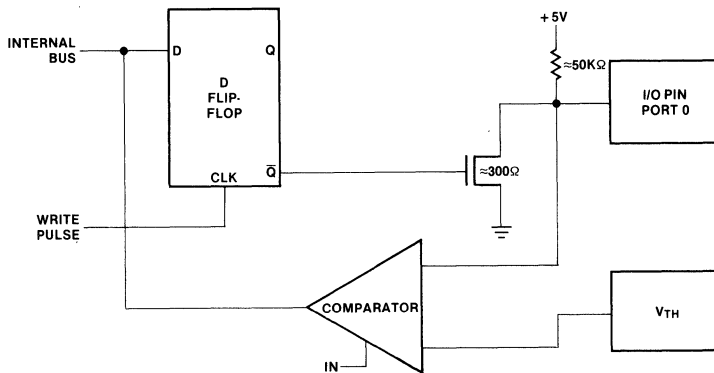 INTERNAL
BUS
D
Q
D
FLIP-
FLOP
CLK
Q̅
WRITE
PULSE
+5V
≈50KΩ
I/O PIN
PORT 0
≈300Ω
COMPARATOR
IN
VTH